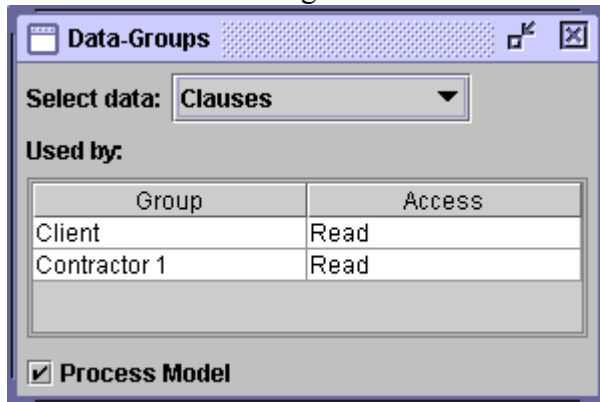 Data-Groups
Select data: Clauses
Used by:
Group Access
Client Read
Contractor 1 Read
Process Model